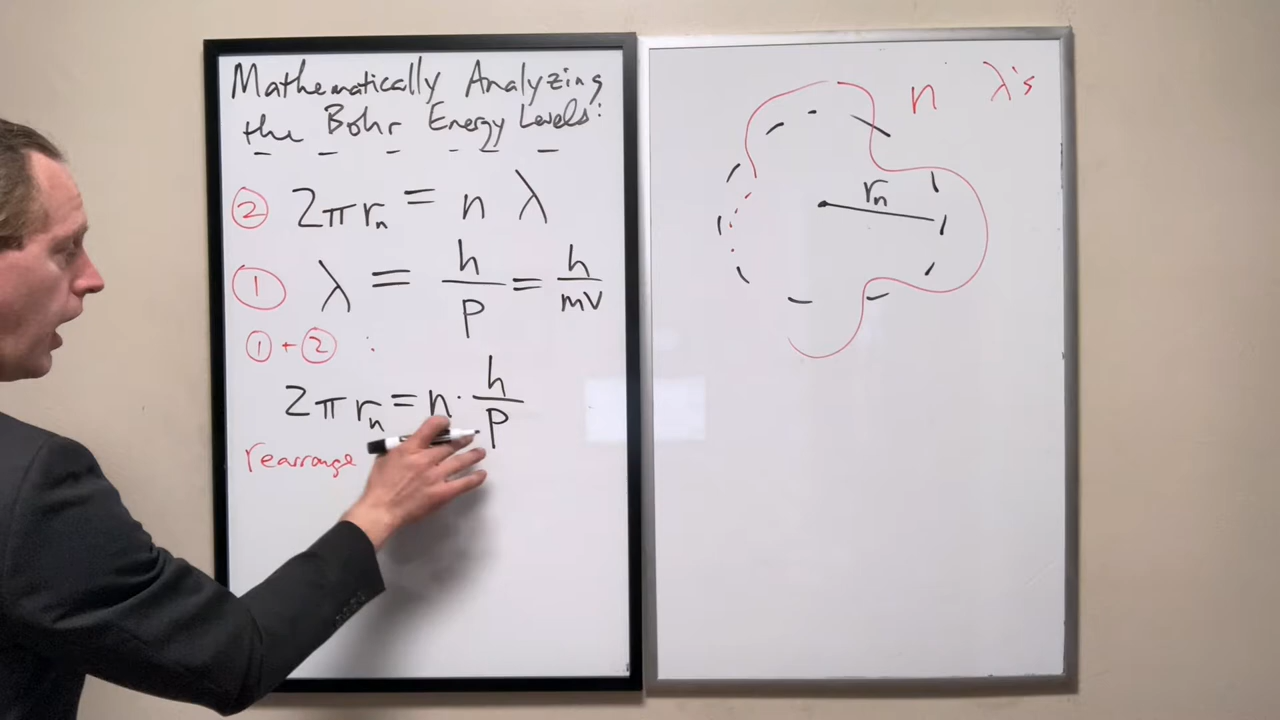 Mathematically Analyzing
the Bohr Energy Levels:
② 2πrₙ = n λ
① λ = h/P = h/mv
① + ② :
2πrₙ = n · h/P
rearrange
n λ's
rₙ